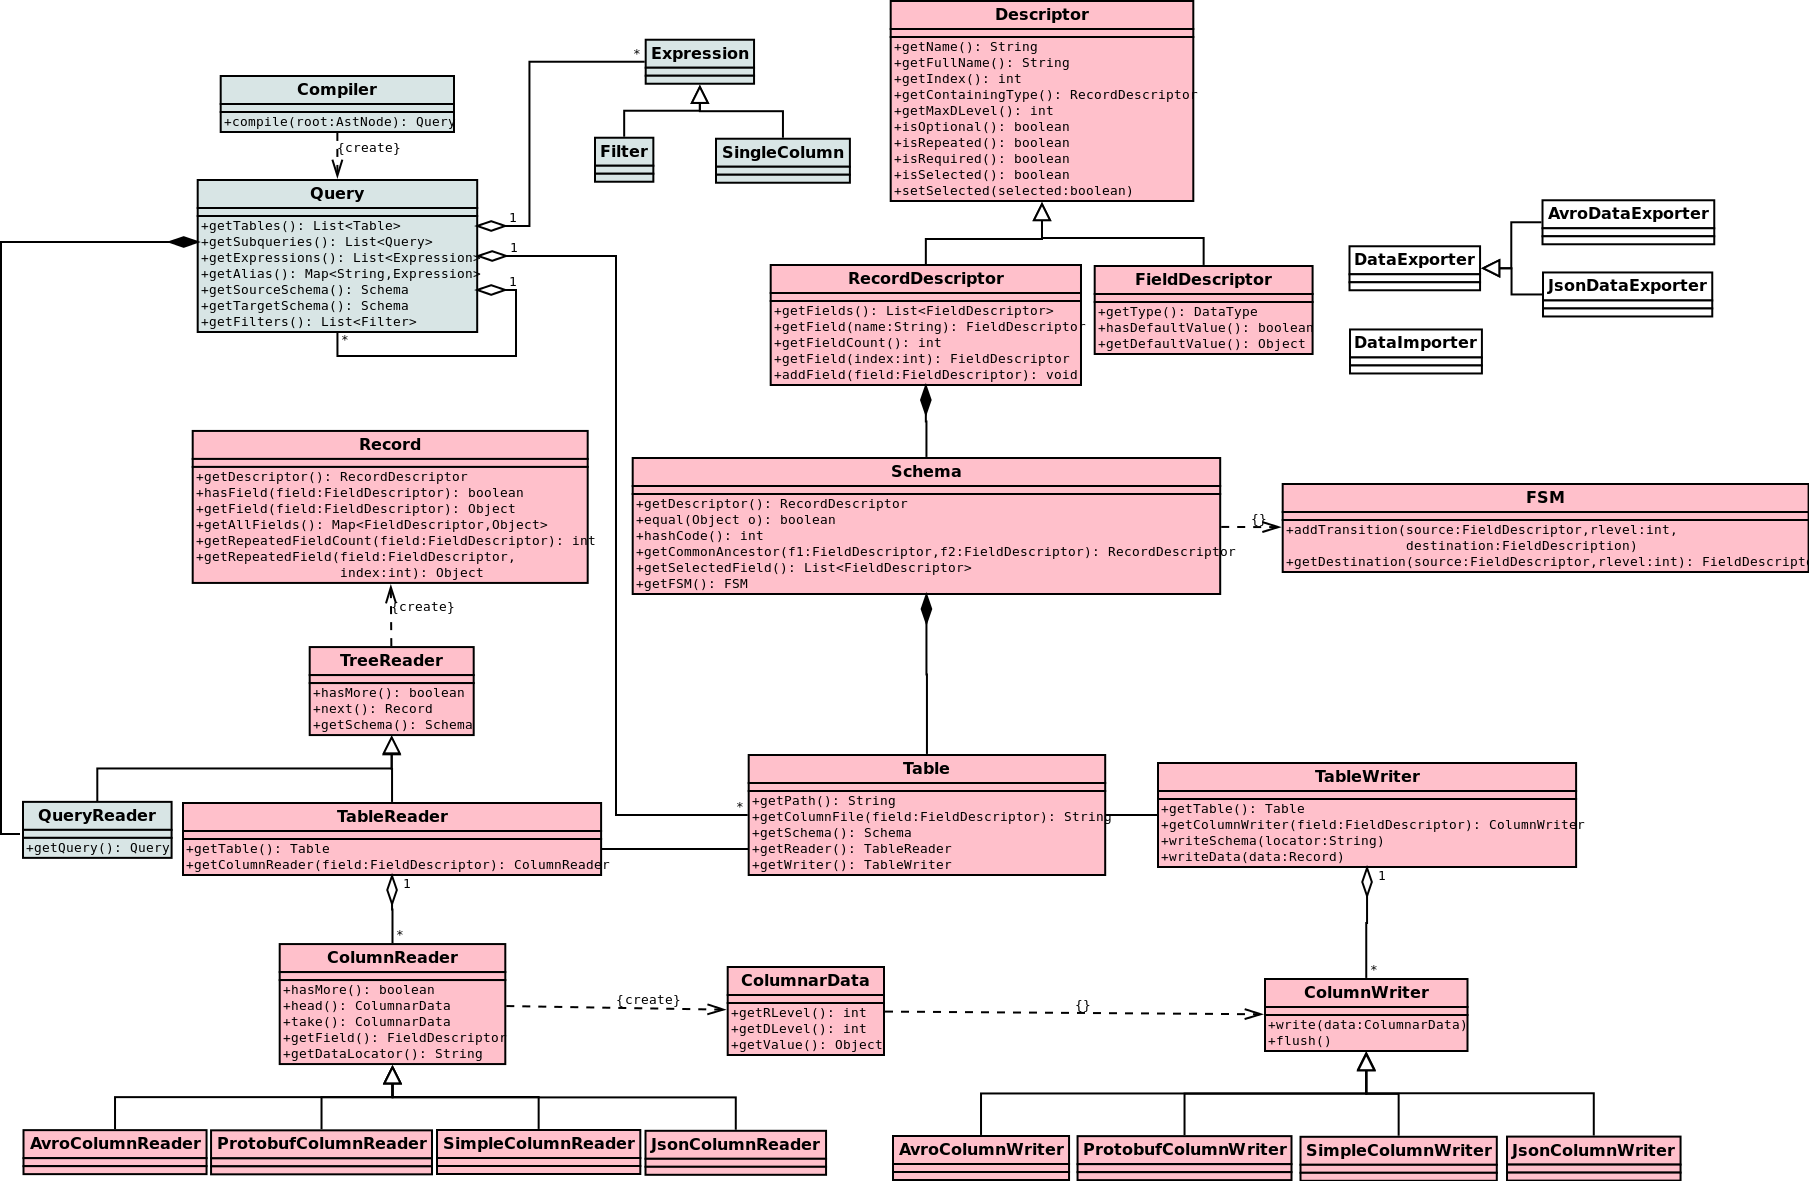 Descriptor
+getName(): String
+getFullName(): String
+getIndex(): int
+getContainingType(): RecordDescriptor
+getMaxDLevel(): int
+isOptional(): boolean
+isRepeated(): boolean
+isRequired(): boolean
+isSelected(): boolean
+setSelected(selected:boolean)
Expression
*
Filter
SingleColumn
Compiler
+compile(root:AstNode): Query
{create}
Query
+getTables(): List<Table>
+getSubqueries(): List<Query>
+getExpressions(): List<Expression>
+getAlias(): Map<String,Expression>
+getSourceSchema(): Schema
+getTargetSchema(): Schema
+getFilters(): List<Filter>
1
1
1
*
RecordDescriptor
+getFields(): List<FieldDescriptor>
+getField(name:String): FieldDescriptor
+getFieldCount(): int
+getField(index:int): FieldDescriptor
+addField(field:FieldDescriptor): void
FieldDescriptor
+getType(): DataType
+hasDefaultValue(): boolean
+getDefaultValue(): Object
AvroDataExporter
DataExporter
JsonDataExporter
DataImporter
Record
+getDescriptor(): RecordDescriptor
+hasField(field:FieldDescriptor): boolean
+getField(field:FieldDescriptor): Object
+getAllFields(): Map<FieldDescriptor,Object>
+getRepeatedFieldCount(field:FieldDescriptor): int
+getRepeatedField(field:FieldDescriptor,
index:int): Object
{create}
Schema
+getDescriptor(): RecordDescriptor
+equal(Object o): boolean
+hashCode(): int
+getCommonAncestor(f1:FieldDescriptor,f2:FieldDescriptor): RecordDescriptor
+getSelectedField(): List<FieldDescriptor>
+getFSM(): FSM
{}
FSM
+addTransition(source:FieldDescriptor,rlevel:int,
destination:FieldDescription)
+getDestination(source:FieldDescriptor,rlevel:int): FieldDescripto
TreeReader
+hasMore(): boolean
+next(): Record
+getSchema(): Schema
QueryReader
+getQuery(): Query
TableReader
+getTable(): Table
+getColumnReader(field:FieldDescriptor): ColumnReader
1
*
Table
+getPath(): String
+getColumnFile(field:FieldDescriptor): String
+getSchema(): Schema
+getReader(): TableReader
+getWriter(): TableWriter
*
TableWriter
+getTable(): Table
+getColumnWriter(field:FieldDescriptor): ColumnWriter
+writeSchema(locator:String)
+writeData(data:Record)
1
*
ColumnReader
+hasMore(): boolean
+head(): ColumnarData
+take(): ColumnarData
+getField(): FieldDescriptor
+getDataLocator(): String
{create}
ColumnarData
+getRLevel(): int
+getDLevel(): int
+getValue(): Object
{}
ColumnWriter
+write(data:ColumnarData)
+flush()
AvroColumnReader
ProtobufColumnReader
SimpleColumnReader
JsonColumnReader
AvroColumnWriter
ProtobufColumnWriter
SimpleColumnWriter
JsonColumnWriter